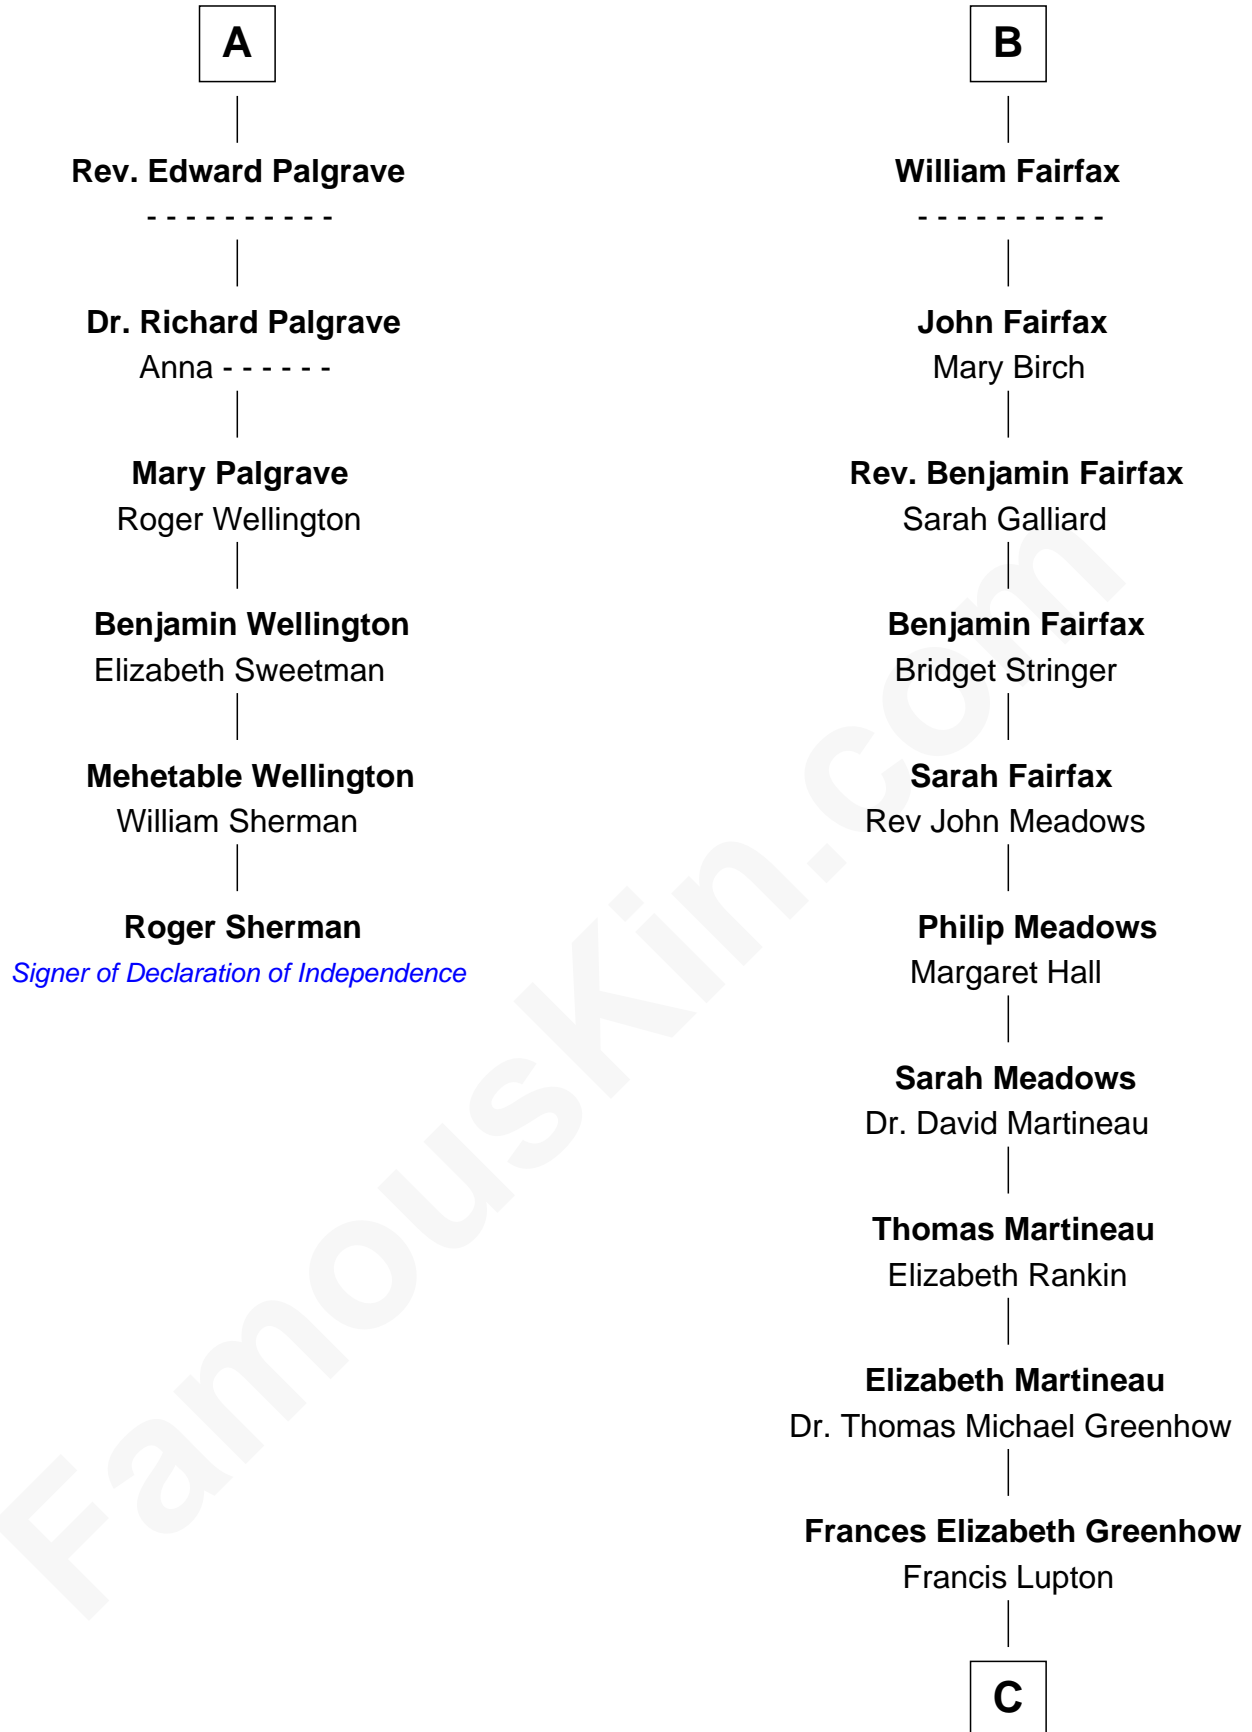 A
Rev. Edward Palgrave
- - - - - - - - - -
Dr. Richard Palgrave
Anna - - - - - -
Mary Palgrave
Roger Wellington
Benjamin Wellington
Elizabeth Sweetman
Mehetable Wellington
William Sherman
Roger Sherman
Signer of Declaration of Independence
B
William Fairfax
- - - - - - - - - -
John Fairfax
Mary Birch
Rev. Benjamin Fairfax
Sarah Galliard
Benjamin Fairfax
Bridget Stringer
Sarah Fairfax
Rev John Meadows
Philip Meadows
Margaret Hall
Sarah Meadows
Dr. David Martineau
Thomas Martineau
Elizabeth Rankin
Elizabeth Martineau
Dr. Thomas Michael Greenhow
Frances Elizabeth Greenhow
Francis Lupton
C
FamousKin.com